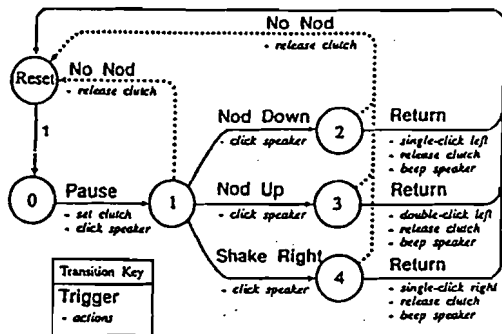 No Nod
- release clutch
Reset
No Nod
- release clutch
1
Nod Down
- click speaker
2
Return
- single-click left
- release clutch
- beep speaker
0
Pause
- set clutch
- click speaker
1
Nod Up
- click speaker
3
Return
- double-click left
- release clutch
- beep speaker
Shake Right
- click speaker
4
Return
- single-click right
- release clutch
- beep speaker
Transition Key
Trigger
- actions